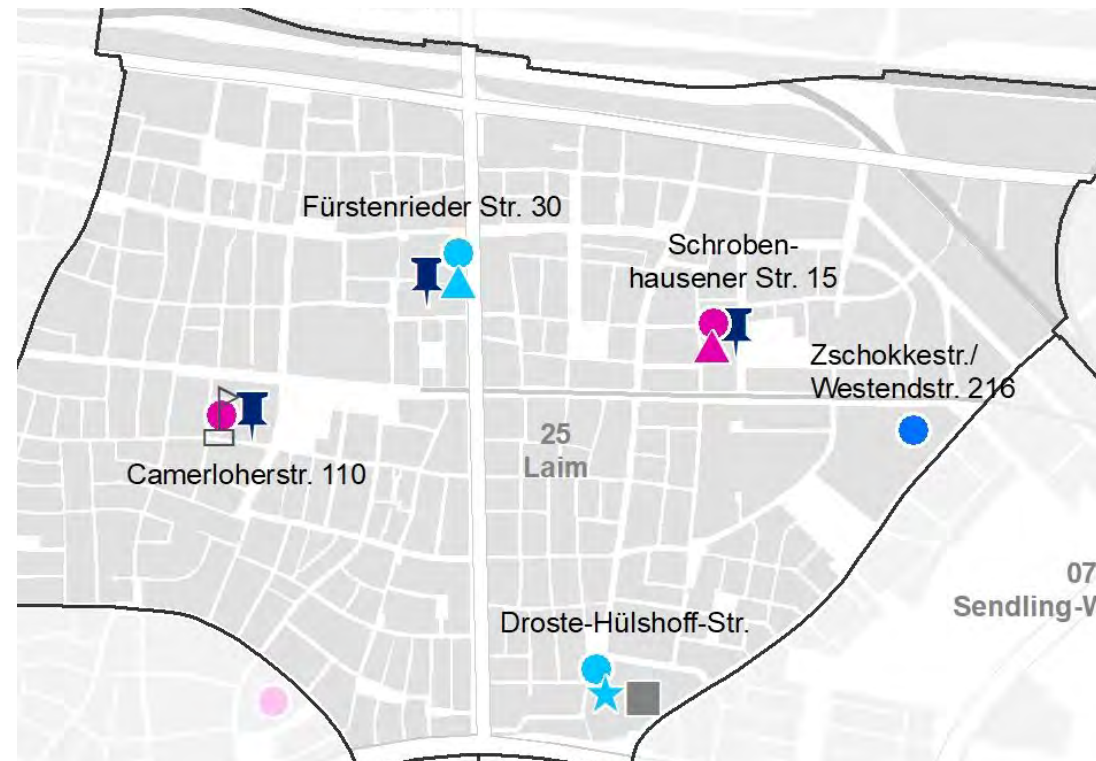 Fürstenrieder Str. 30
Schroben-
hausener Str. 15
Zschokkestr./
Westendstr. 216
25
Laim
Camerloherstr. 110
07
Sendling-W
Droste-Hülshoff-Str.